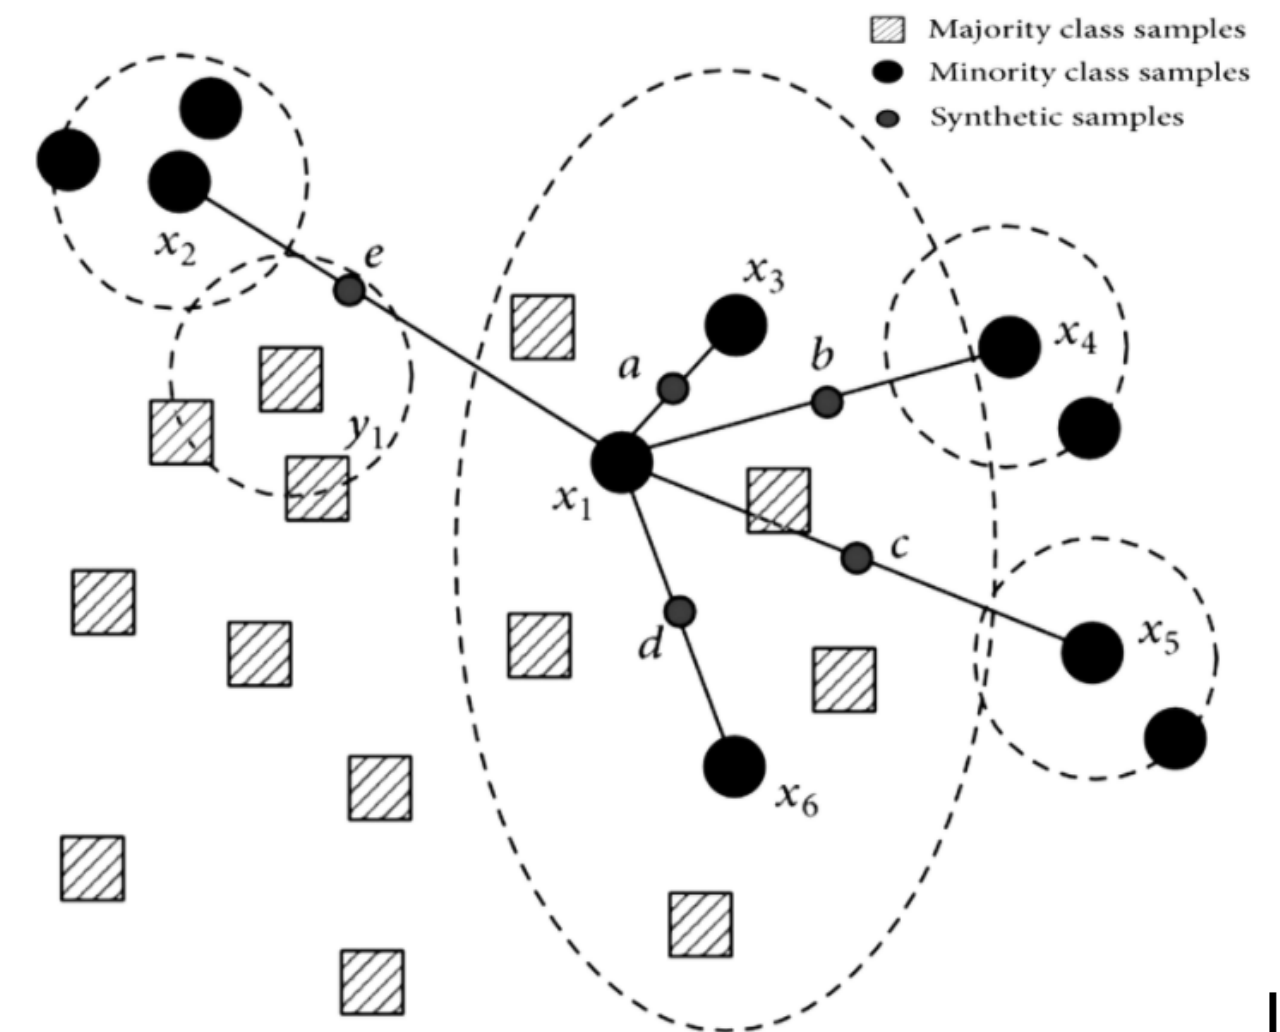 Majority class samples
Minority class samples
Synthetic samples
x2
e
x3
a
b
x4
y1
x1
c
d
x5
x6